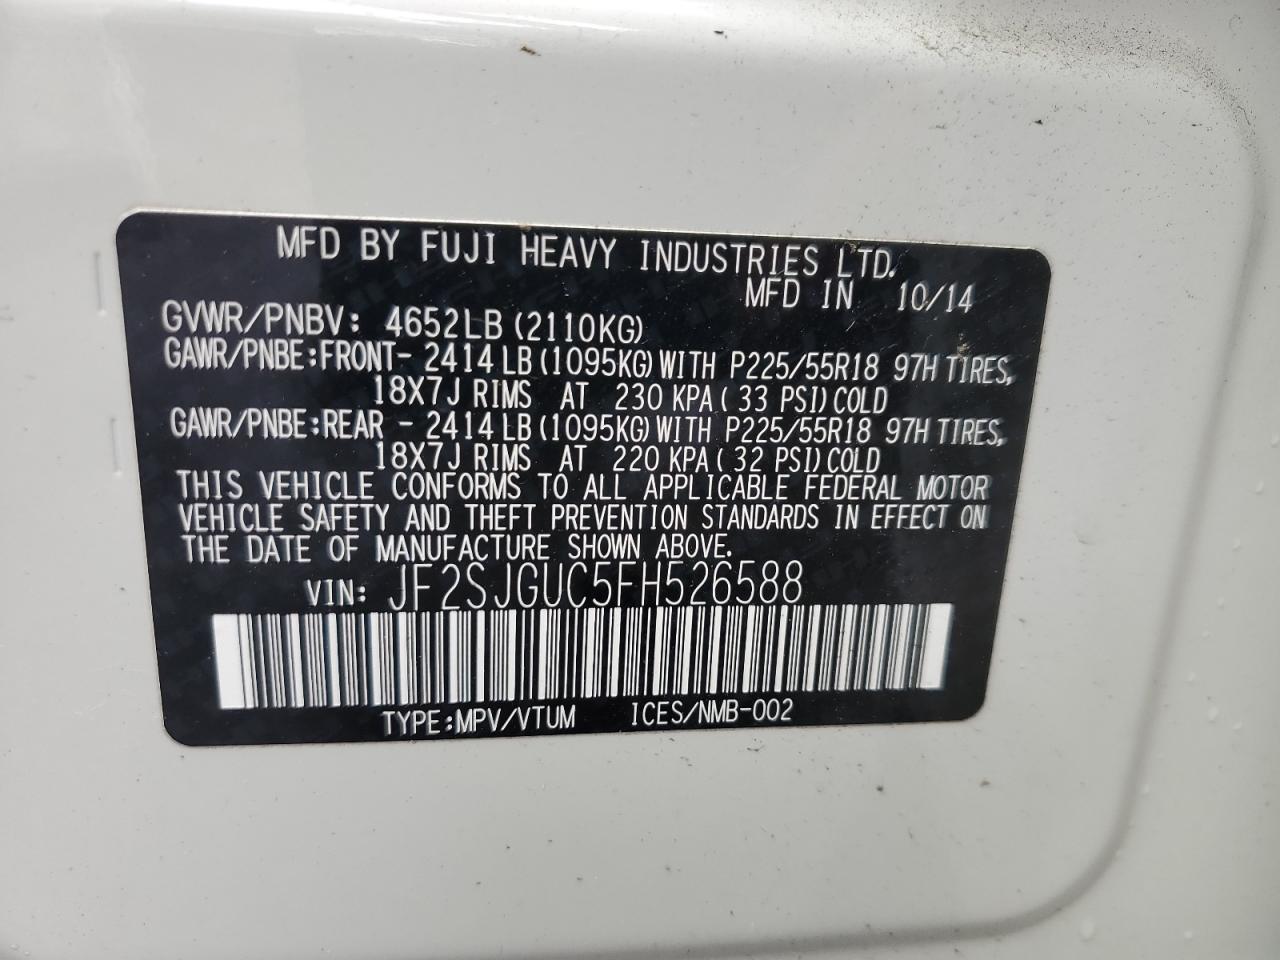 MFD BY FUJI HEAVY INDUSTRIES LTD.
MFD IN 10/14
GVWR/PNBV: 4652LB (2110KG)
GAWR/PNBE:FRONT- 2414 LB (1095KG) WITH P225/55R18 97H TIRES,
18X7J RIMS AT 230 KPA ( 33 PSI) COLD
GAWR/PNBE:REAR - 2414 LB (1095KG) WITH P225/55R18 97H TIRES,
18X7J RIMS AT 220 KPA ( 32 PSI) COLD
THIS VEHICLE CONFORMS TO ALL APPLICABLE FEDERAL MOTOR
VEHICLE SAFETY AND THEFT PREVENTION STANDARDS IN EFFECT ON
THE DATE OF MANUFACTURE SHOWN ABOVE.
VIN: JF2SJGUC5FH526588
TYPE:MPV/VTUM ICES/NMB-002